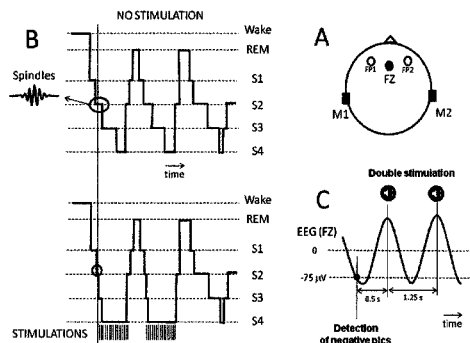 NO STIMULATION
B
Wake
REM
S1
S2
S3
S4
Spindles
time
Wake
REM
S1
S2
S3
S4
STIMULATIONS
A
FP1
FP2
FZ
M1
M2
Double stimulation
C
EEG (FZ)
0
-75 µV
0.5 s
1.25 s
time
Detection
of negative pics